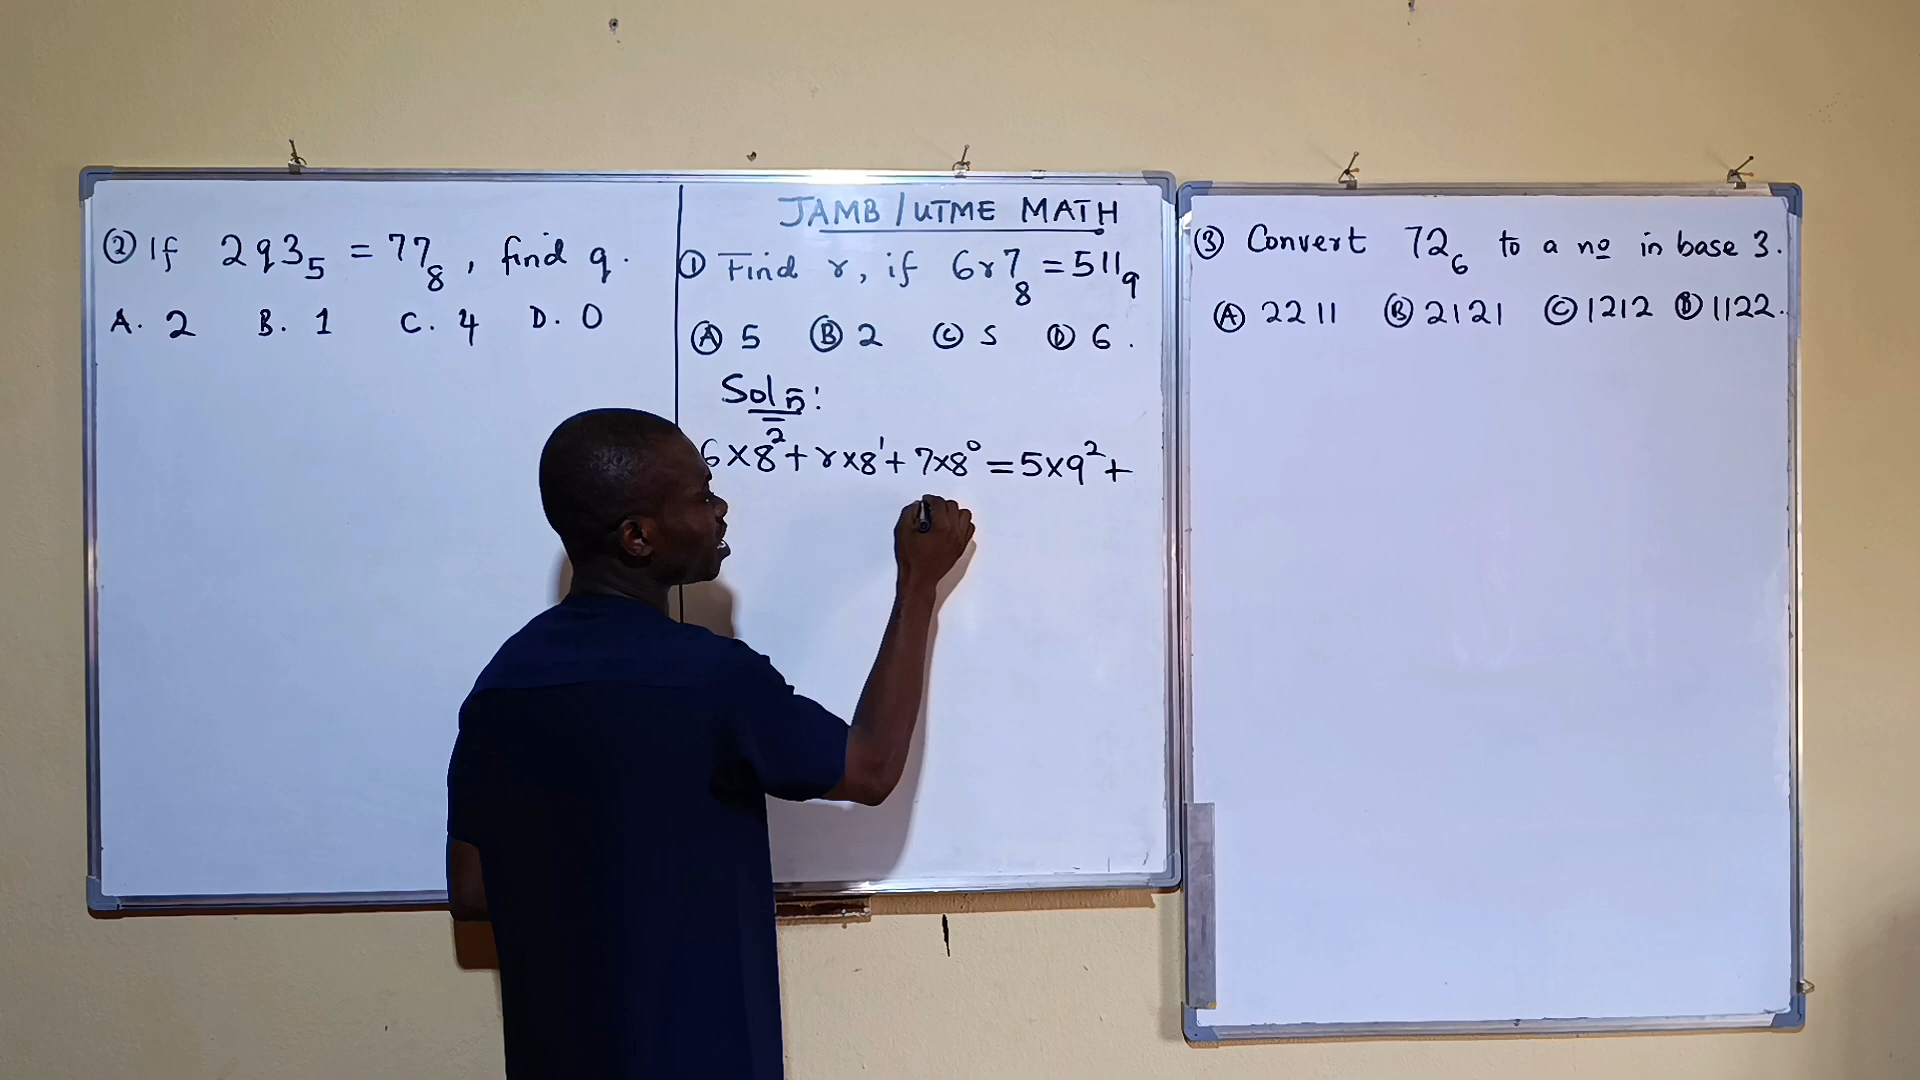 ② If 2q3₅ = 77₈, find q.
A. 2 B. 1 C. 4 D. 0
JAMB/UTME MATH
① Find r, if 6r7₈ = 511₉
Ⓐ 5 Ⓑ 2 Ⓒ 5 Ⓓ 6.
Sol n̄:
6×8²+r×8¹+7×8⁰=5×9²+
③ Convert 72₆ to a no in base 3.
Ⓐ 2211 Ⓑ 2121 Ⓒ 1212 Ⓓ 1122.